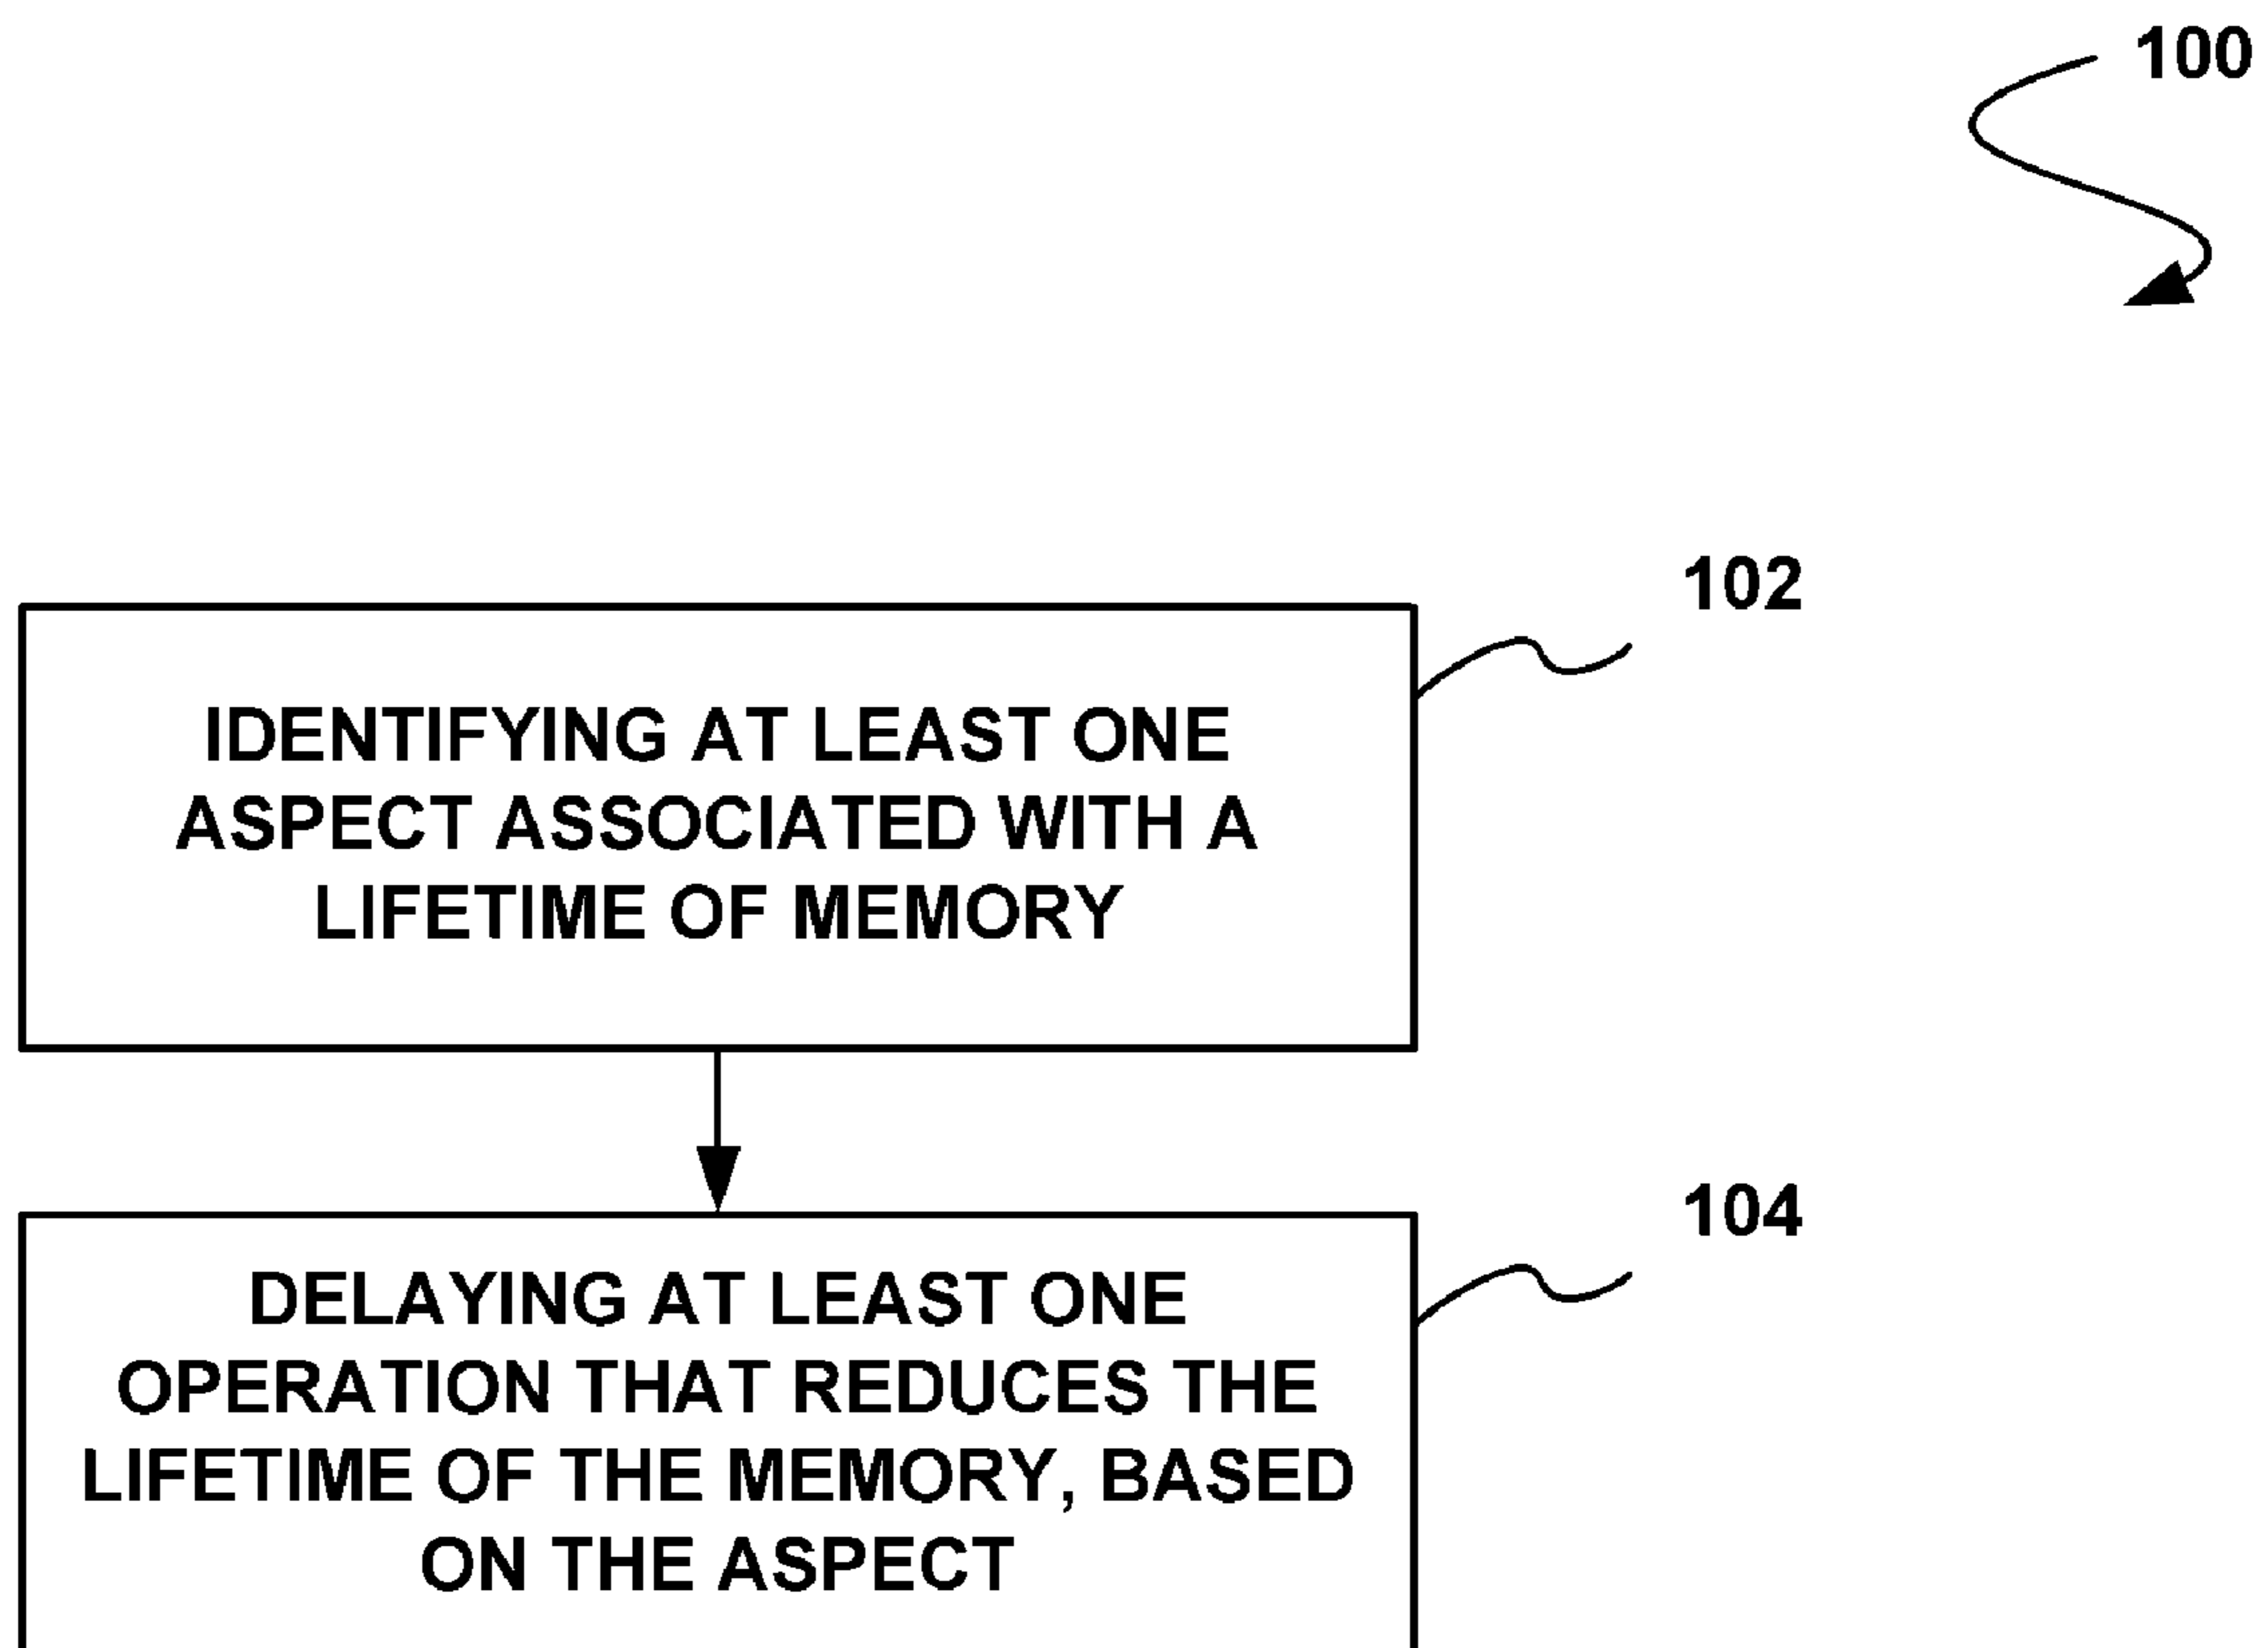 100
102
IDENTIFYING AT LEAST ONE
ASPECT ASSOCIATED WITH A
LIFETIME OF MEMORY
104
DELAYING AT LEAST ONE
OPERATION THAT REDUCES THE
LIFETIME OF THE MEMORY, BASED
ON THE ASPECT